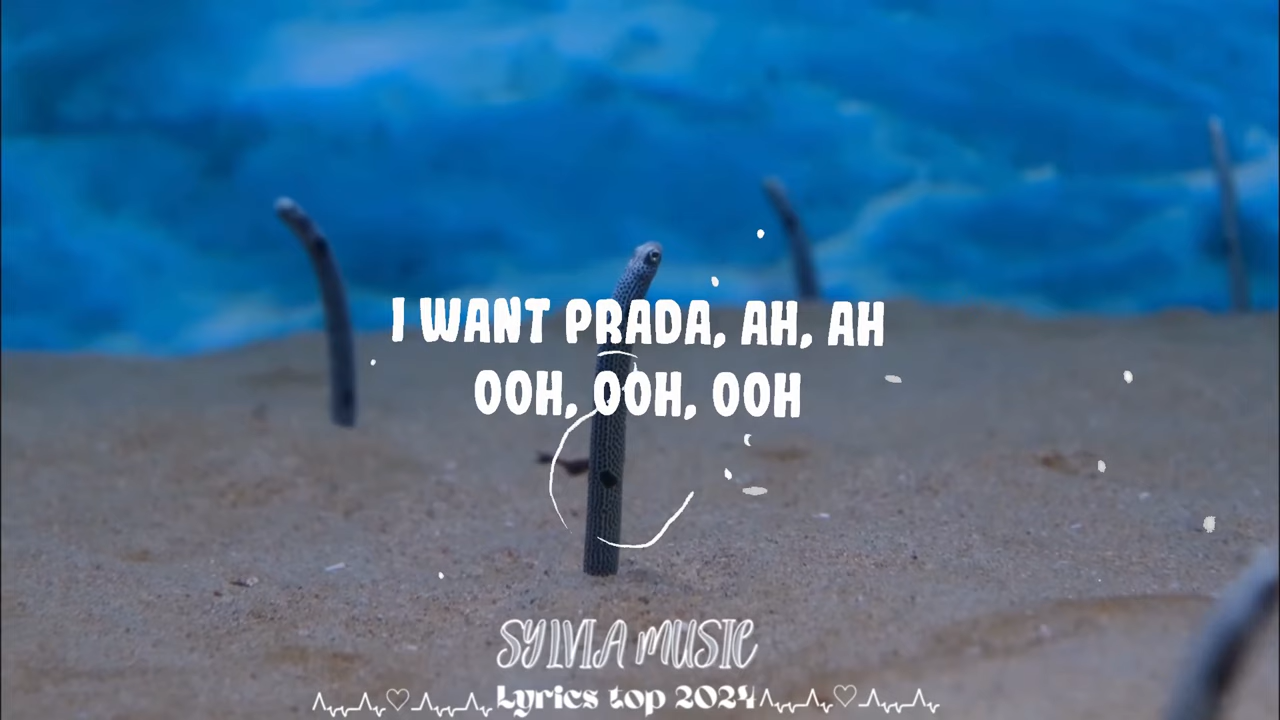 I WANT PRADA, AH, AH
OOH, OOH, OOH
SYLVIA MUSIC
Lyrics top 2024